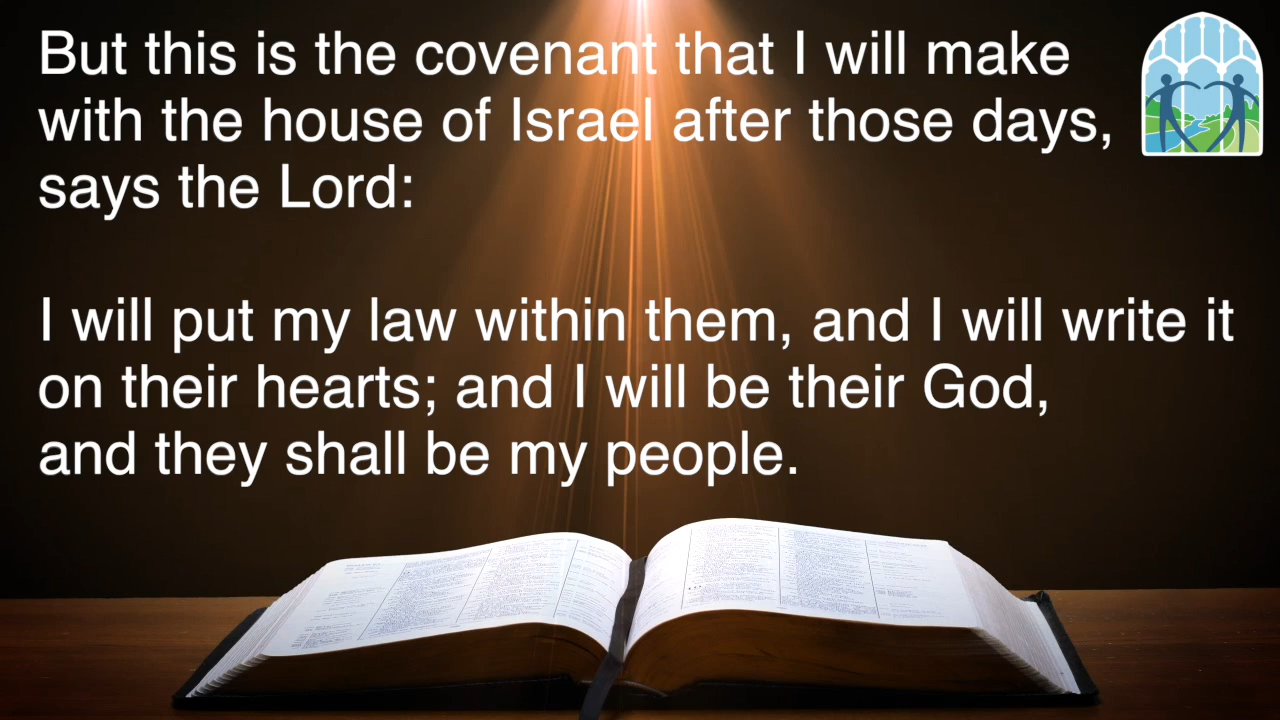 But this is the covenant that I will make
with the house of Israel after those days,
says the Lord:
I will put my law within them, and I will write it
on their hearts; and I will be their God,
and they shall be my people.